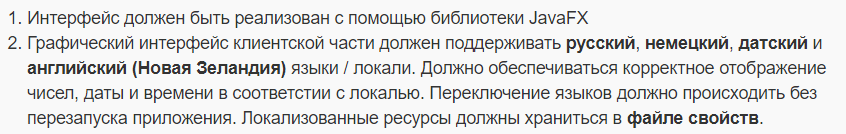 1. Интерфейс должен быть реализован с помощью библиотеки JavaFX
2. Графический интерфейс клиентской части должен поддерживать русский, немецкий, датский и
английский (Новая Зеландия) языки / локали. Должно обеспечиваться корректное отображение
чисел, даты и времени в соответстии с локалью. Переключение языков должно происходить без
перезапуска приложения. Локализованные ресурсы должны храниться в файле свойств.